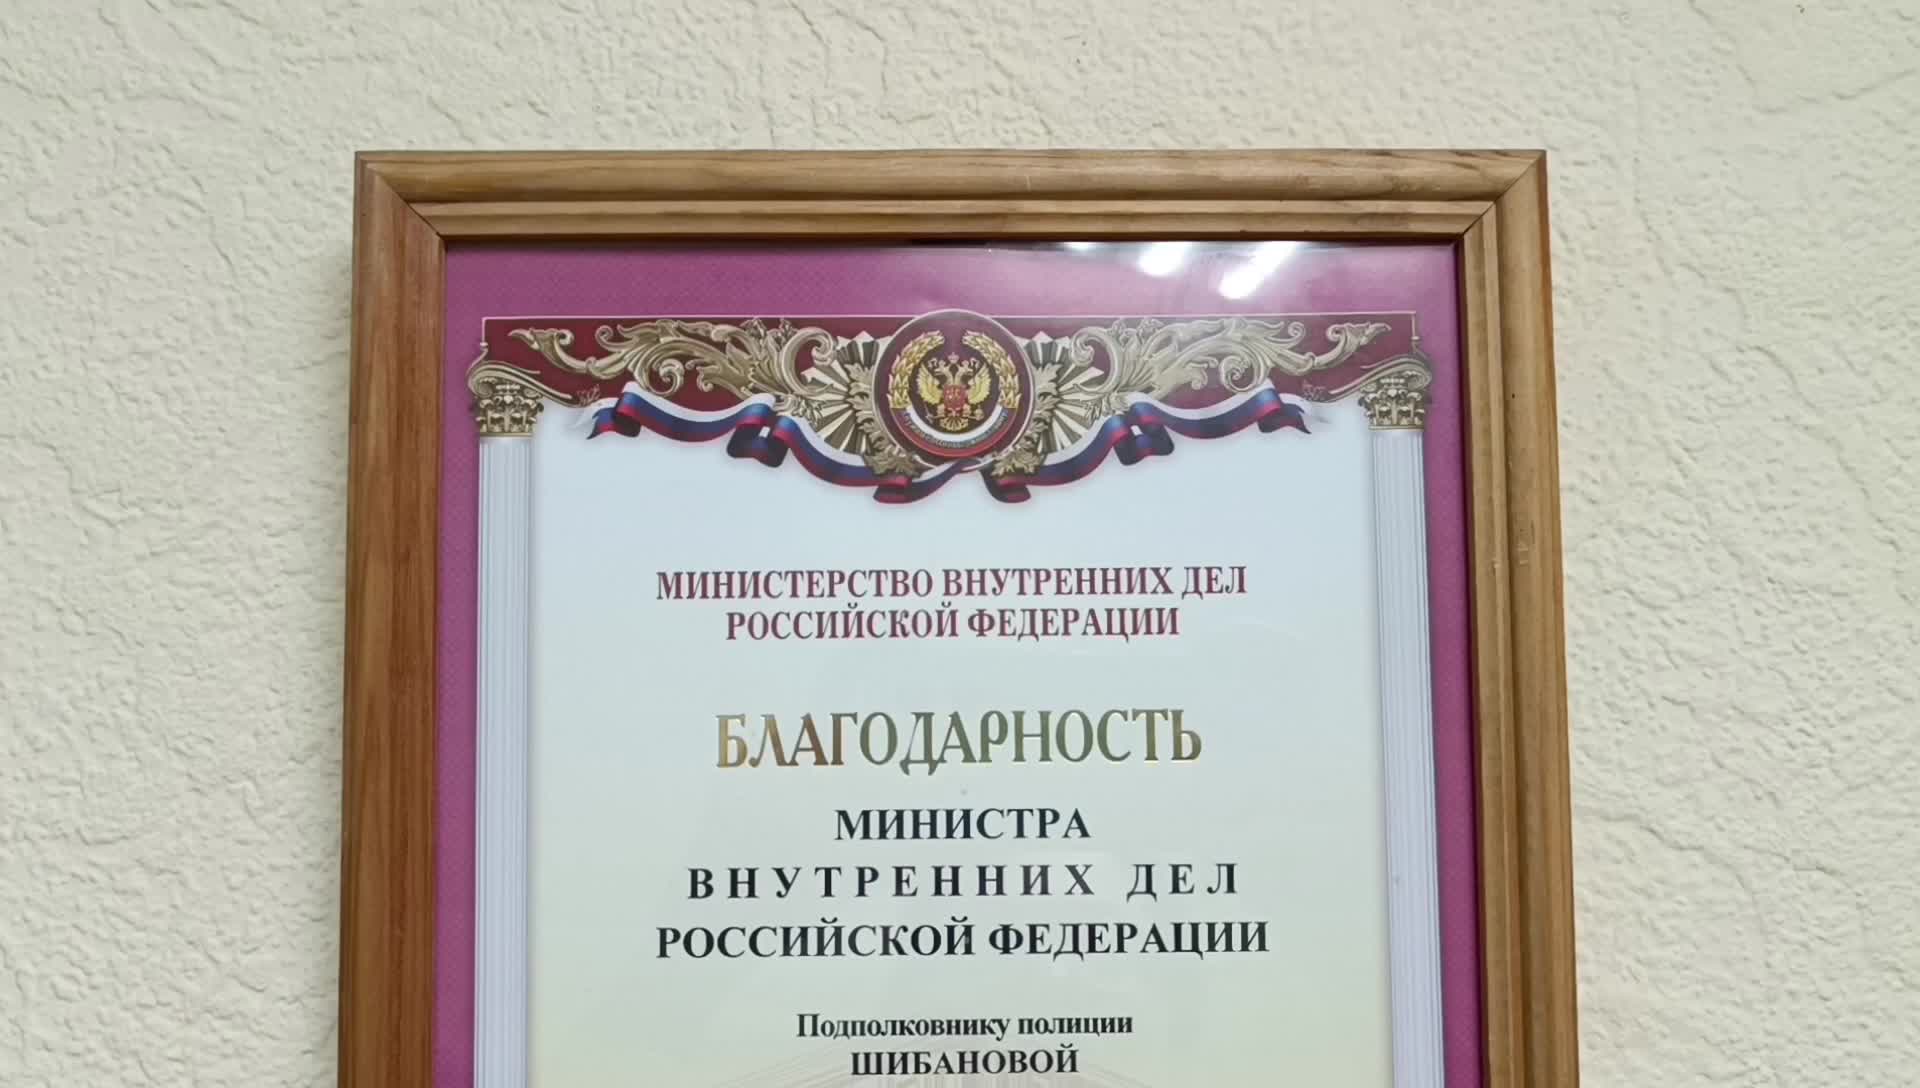 МИНИСТЕРСТВО ВНУТРЕННИХ ДЕЛ
РОССИЙСКОЙ ФЕДЕРАЦИИ
БЛАГОДАРНОСТЬ
МИНИСТРА
ВНУТРЕННИХ ДЕЛ
РОССИЙСКОЙ ФЕДЕРАЦИИ
Подполковнику полиции
ШИБАНОВОЙ